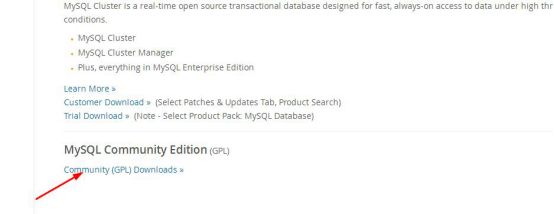 MySQL Cluster is a real-time open source transactional database designed for fast, always-on access to data under high
conditions.
MySQL Cluster
MySQL Cluster Manager
Plus, everything in MySQL Enterprise Edition
Learn More »
Customer Download » (Select Patches & Updates Tab, Product Search)
Trial Download » (Note - Select Product Pack: MySQL Database)
MySQL Community Edition (GPL)
Community (GPL) Downloads »